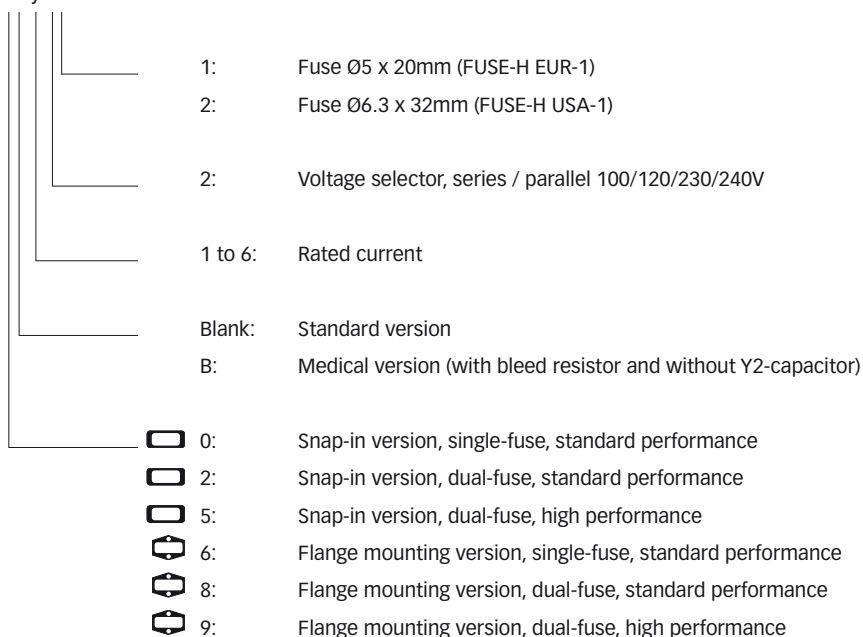 1: Fuse Ø5 x 20mm (FUSE-H EUR-1)
2: Fuse Ø6.3 x 32mm (FUSE-H USA-1)
2: Voltage selector, series / parallel 100/120/230/240V
1 to 6: Rated current
Blank: Standard version
B: Medical version (with bleed resistor and without Y2-capacitor)
0: Snap-in version, single-fuse, standard performance
2: Snap-in version, dual-fuse, standard performance
5: Snap-in version, dual-fuse, high performance
6: Flange mounting version, single-fuse, standard performance
8: Flange mounting version, dual-fuse, standard performance
9: Flange mounting version, dual-fuse, high performance